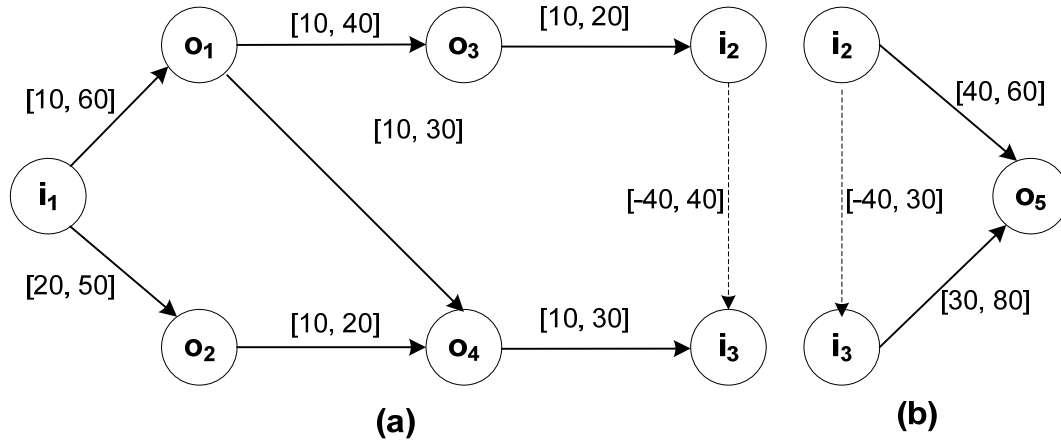 [10, 40] [10, 20]
o₁ o₃ i₂ i₂
[10, 60] [40, 60]
[10, 30]
i₁ [-40, 40] [-40, 30] o₅
[20, 50] [30, 80]
[10, 20] [10, 30]
o₂ o₄ i₃ i₃
(a) (b)